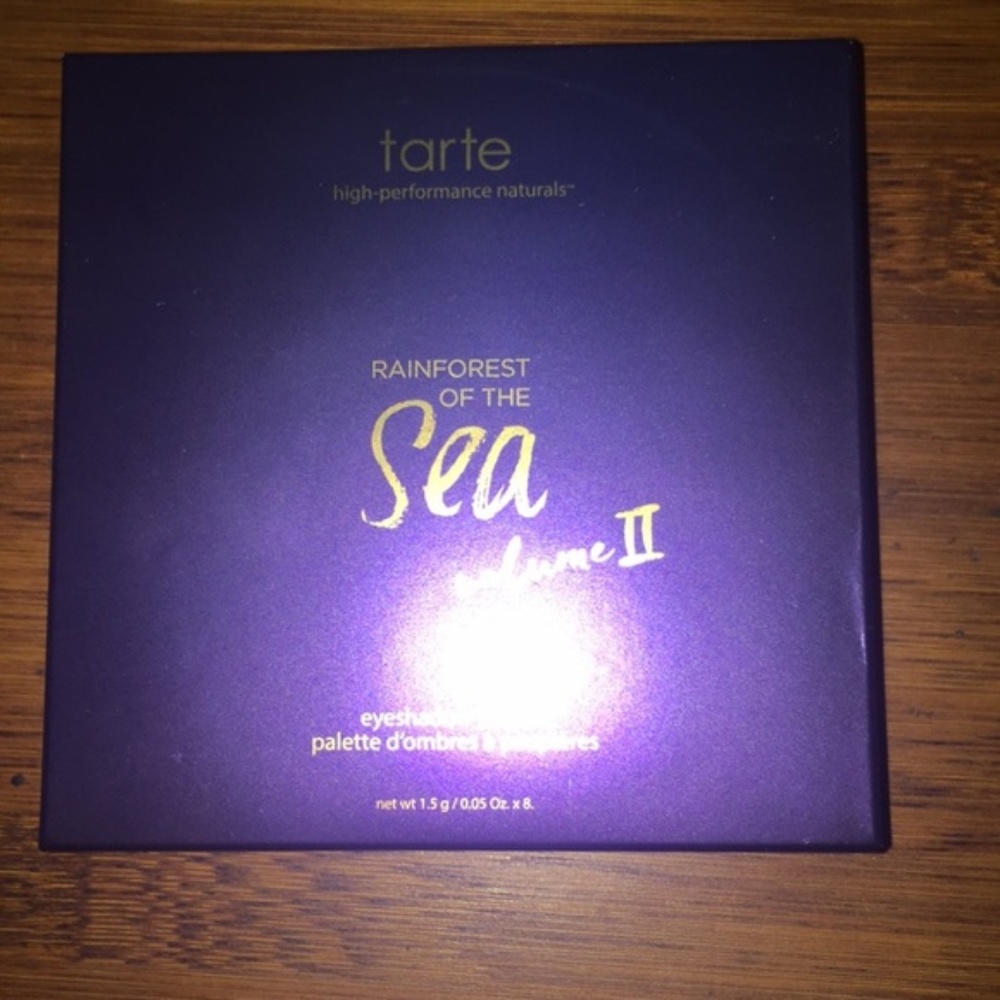 tarte
high-performance naturals™
RAINFOREST
OF THE
Sea
volume II
palette d'ombres à
net wt 1.5 g / 0.05 Oz. x 8.